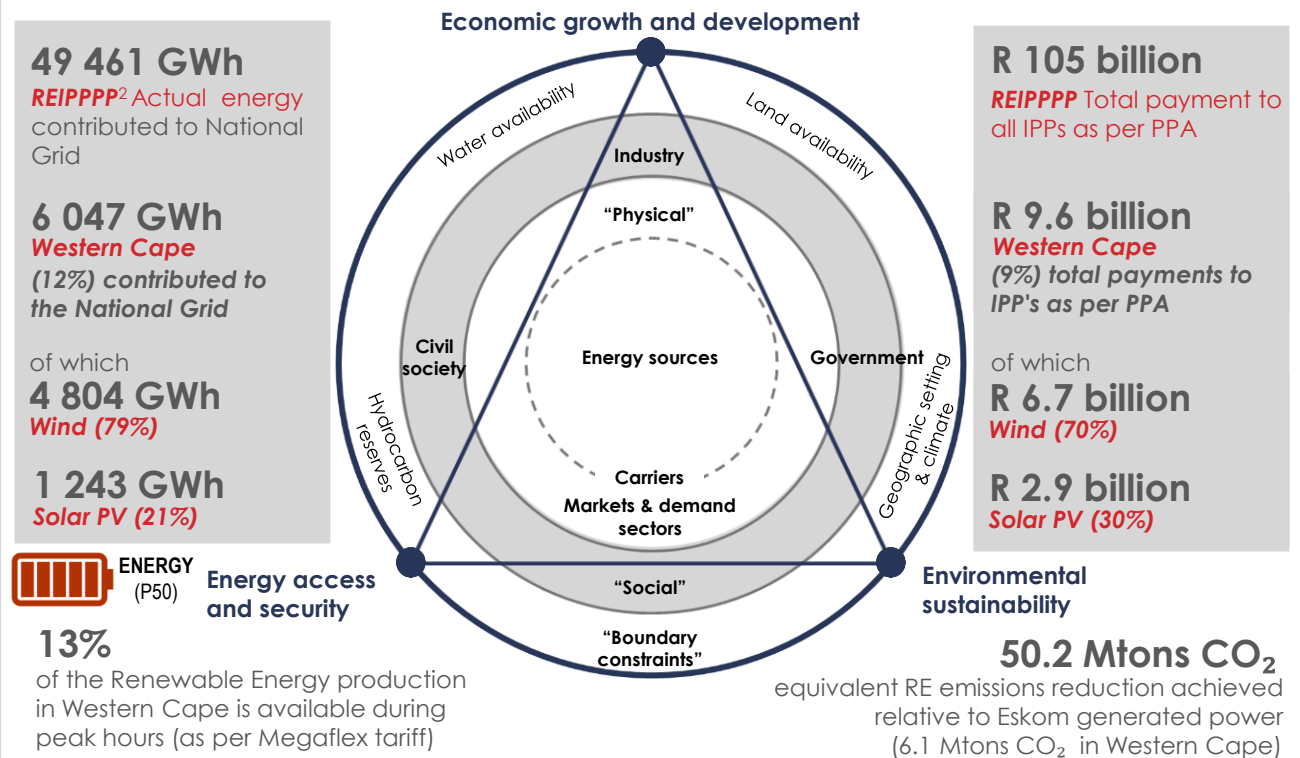 Economic growth and development
49 461 GWh
REIPPPP² Actual energy
contributed to National
Grid
6 047 GWh
Western Cape
(12%) contributed to
the National Grid
of which
4 804 GWh
Wind (79%)
1 243 GWh
Solar PV (21%)
Water availability
Land availability
Industry
“Physical”
Civil
society
Energy sources
Government
Hydrocarbon
reserves
Geographic setting
& climate
Carriers
Markets & demand
sectors
“Social”
“Boundary
constraints”
R 105 billion
REIPPPP Total payment to
all IPPs as per PPA
R 9.6 billion
Western Cape
(9%) total payments to
IPP's as per PPA
of which
R 6.7 billion
Wind (70%)
R 2.9 billion
Solar PV (30%)
ENERGY
(P50)
Energy access
and security
Environmental
sustainability
13%
of the Renewable Energy production
in Western Cape is available during
peak hours (as per Megaflex tariff)
50.2 Mtons CO₂
equivalent RE emissions reduction achieved
relative to Eskom generated power
(6.1 Mtons CO₂ in Western Cape)